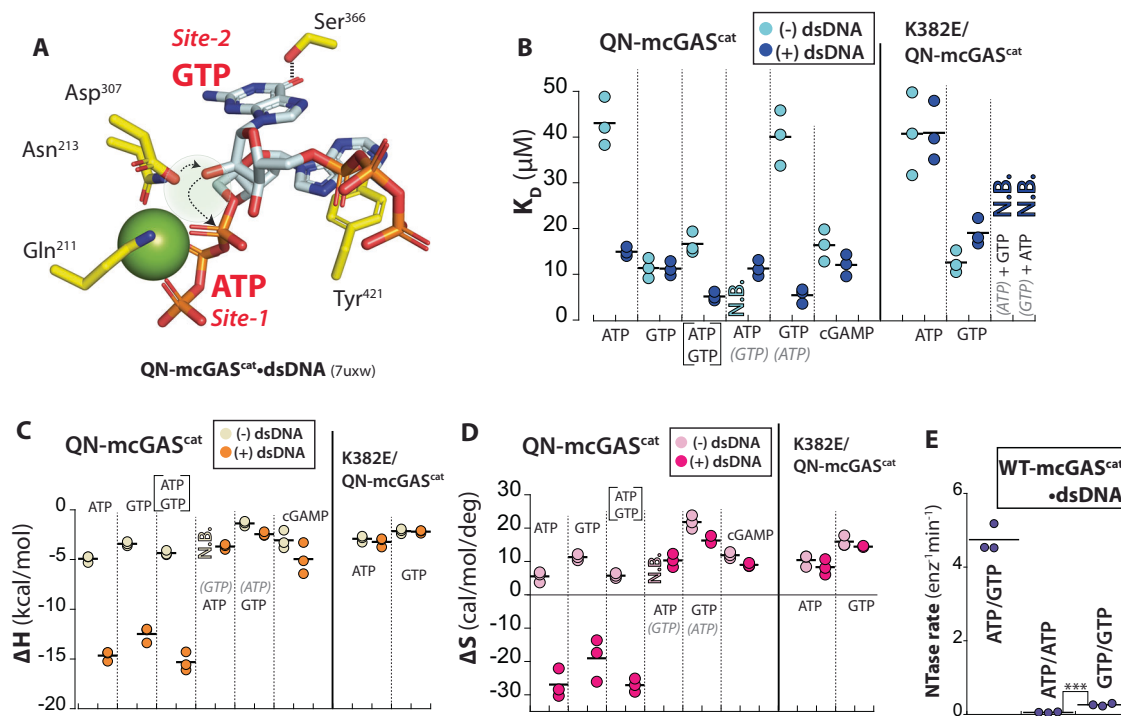 A
Site-2
GTP
Ser366
Asp307
Asn213
Gln211
ATP
Site-1
Tyr421
QN-mcGAScat•dsDNA (7uxw)
B
QN-mcGAScat
(-) dsDNA
(+) dsDNA
K382E/
QN-mcGAScat
KD (µM)
50
40
30
20
10
0
N.B.
N.B.
N.B.
ATP
GTP
ATP
GTP
ATP
(GTP)
GTP
(ATP)
cGAMP
ATP
GTP
(ATP) + GTP
(GTP) + ATP
C
QN-mcGAScat
(-) dsDNA
(+) dsDNA
K382E/
QN-mcGAScat
ΔH (kcal/mol)
0
-5
-10
-15
-20
ATP
GTP
ATP
GTP
N.B.
(GTP)
ATP
(ATP)
GTP
cGAMP
ATP
GTP
D
QN-mcGAScat
(-) dsDNA
(+) dsDNA
K382E/
QN-mcGAScat
ΔS (cal/mol/deg)
30
20
10
0
-10
-20
-30
ATP
GTP
ATP
GTP
N.B.
ATP
(GTP)
GTP
(ATP)
cGAMP
ATP
GTP
E
WT-mcGAScat
•dsDNA
NTase rate (enz-1min-1)
6
4
2
0
ATP/GTP
ATP/ATP
***
GTP/GTP